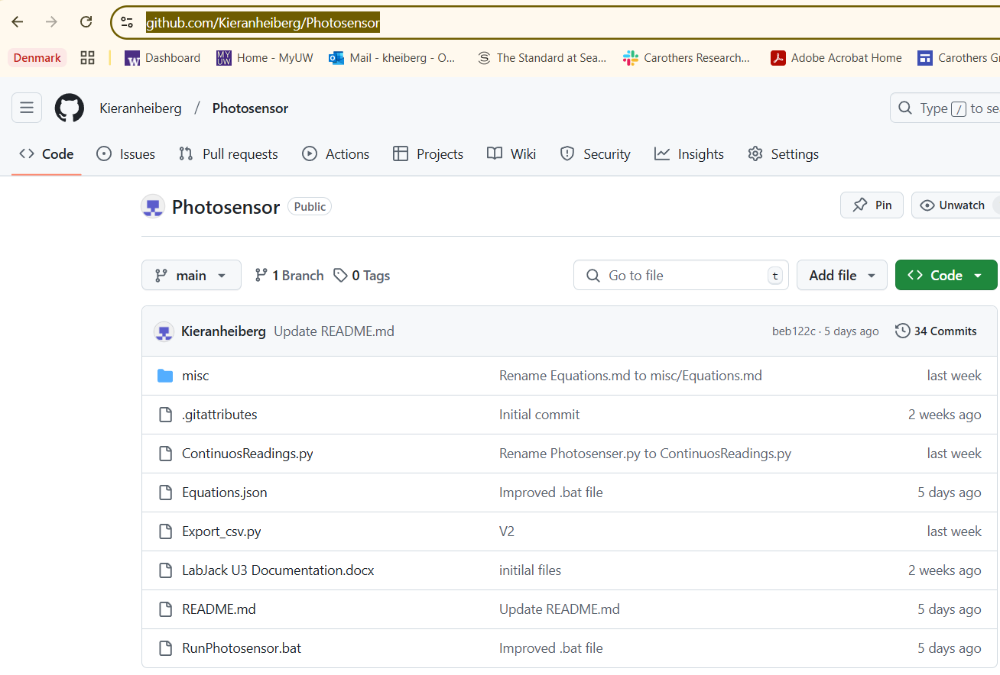 github.com/Kieranheiberg/Photosensor
Denmark Dashboard Home - MyUW Mail - kheiberg - O... The Standard at Sea... Carothers Research... Adobe Acrobat Home Carothers Gr
Kieranheiberg / Photosensor Type / to sea
Code Issues Pull requests Actions Projects Wiki Security Insights Settings
Photosensor Public Pin Unwatch
main 1 Branch 0 Tags Go to file t Add file Code
Kieranheiberg Update README.md beb122c · 5 days ago 34 Commits
misc Rename Equations.md to misc/Equations.md last week
.gitattributes Initial commit 2 weeks ago
ContinuosReadings.py Rename Photosenser.py to ContinuosReadings.py last week
Equations.json Improved .bat file 5 days ago
Export_csv.py V2 last week
LabJack U3 Documentation.docx initilal files 2 weeks ago
README.md Update README.md 5 days ago
RunPhotosensor.bat Improved .bat file 5 days ago